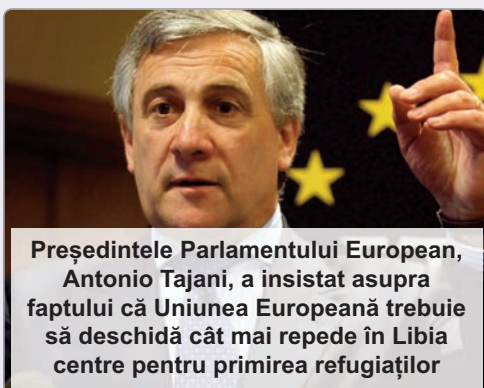 Președintele Parlamentului European,
Antonio Tajani, a insistat asupra
faptului că Uniunea Europeană trebuie
să deschidă cât mai repede în Libia
centre pentru primirea refugiaților